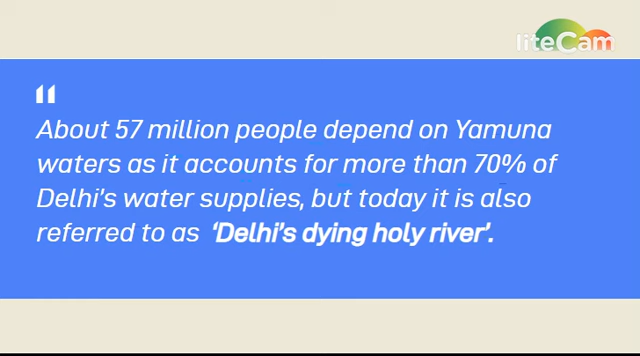 liteCam
"
About 57 million people depend on Yamuna
waters as it accounts for more than 70% of
Delhi's water supplies, but today it is also
referred to as 'Delhi's dying holy river'.